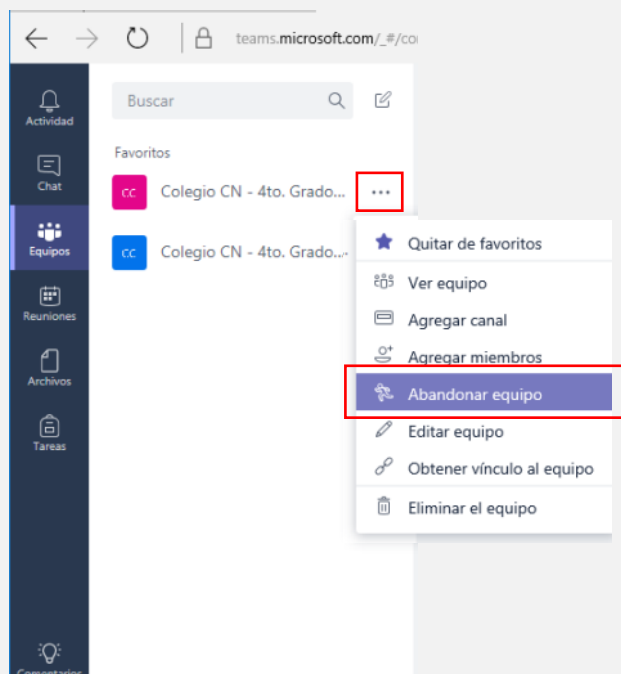 teams.microsoft.com/_#/co
Actividad
Chat
Equipos
Reuniones
Archivos
Tareas
Comentarios
Buscar
Favoritos
CC Colegio CN - 4to. Grado... ...
CC Colegio CN - 4to. Grado...
Quitar de favoritos
Ver equipo
Agregar canal
Agregar miembros
Abandonar equipo
Editar equipo
Obtener vínculo al equipo
Eliminar el equipo